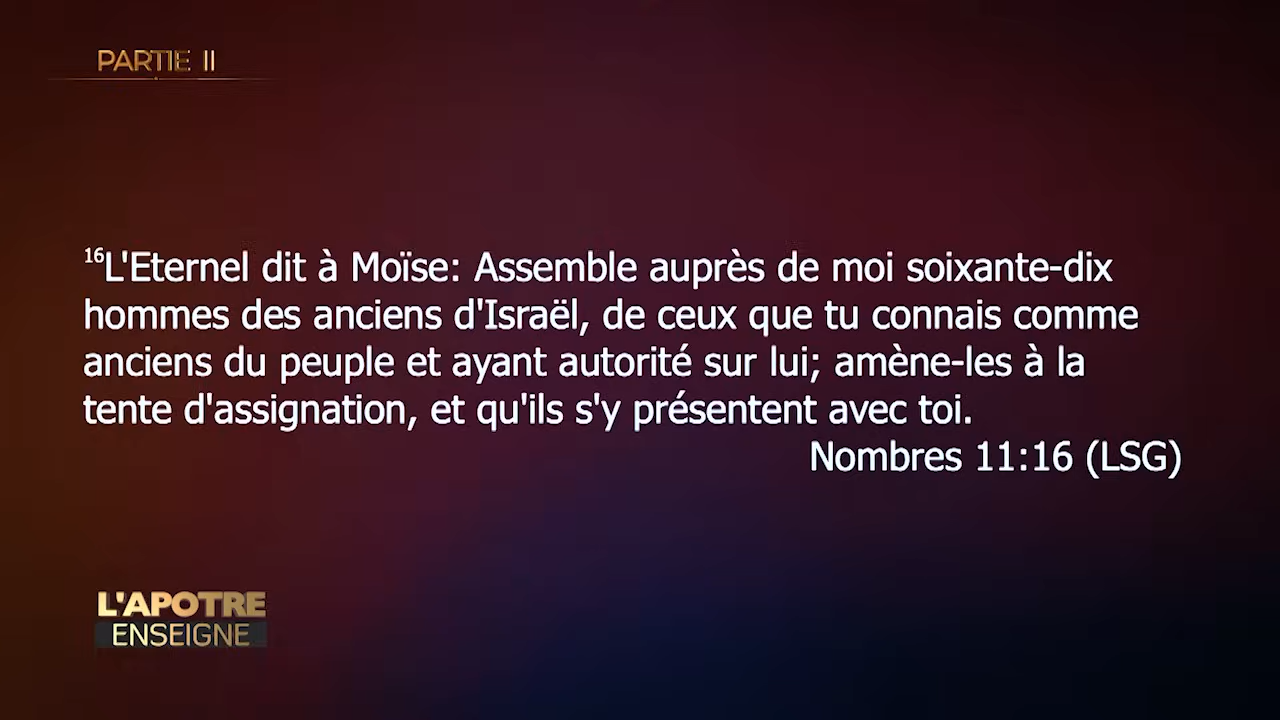 PARTIE II
16L'Eternel dit à Moïse: Assemble auprès de moi soixante-dix
hommes des anciens d'Israël, de ceux que tu connais comme
anciens du peuple et ayant autorité sur lui; amène-les à la
tente d'assignation, et qu'ils s'y présentent avec toi.
Nombres 11:16 (LSG)
L'APOTRE
ENSEIGNE